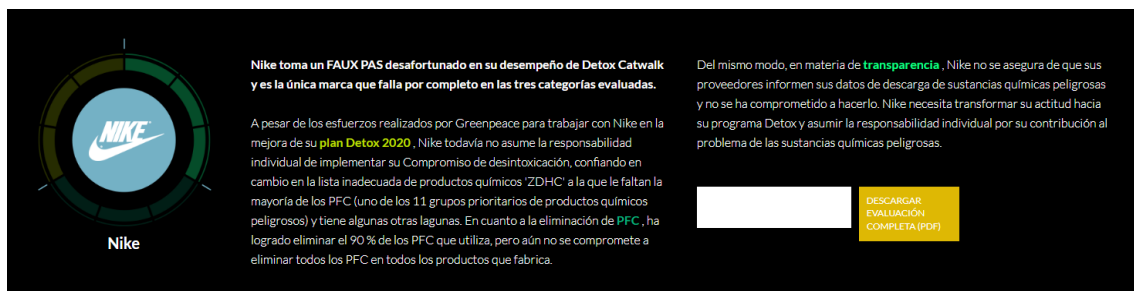 NIKE
Nike
Nike toma un FAUX PAS desafortunado en su desempeño de Detox Catwalk
y es la única marca que falla por completo en las tres categorías evaluadas.
A pesar de los esfuerzos realizados por Greenpeace para trabajar con Nike en la
mejora de su plan Detox 2020 , Nike todavía no asume la responsabilidad
individual de implementar su Compromiso de desintoxicación, confiando en
cambio en la lista inadecuada de productos químicos 'ZDHC' a la que le faltan la
mayoría de los PFC (uno de los 11 grupos prioritarios de productos químicos
peligrosos) y tiene algunas otras lagunas. En cuanto a la eliminación de PFC , ha
logrado eliminar el 90 % de los PFC que utiliza, pero aún no se compromete a
eliminar todos los PFC en todos los productos que fabrica.
Del mismo modo, en materia de transparencia , Nike no se asegura de que sus
proveedores informen sus datos de descarga de sustancias químicas peligrosas
y no se ha comprometido a hacerlo. Nike necesita transformar su actitud hacia
su programa Detox y asumir la responsabilidad individual por su contribución al
problema de las sustancias químicas peligrosas.
DESCARGAR
EVALUACIÓN
COMPLETA (PDF)